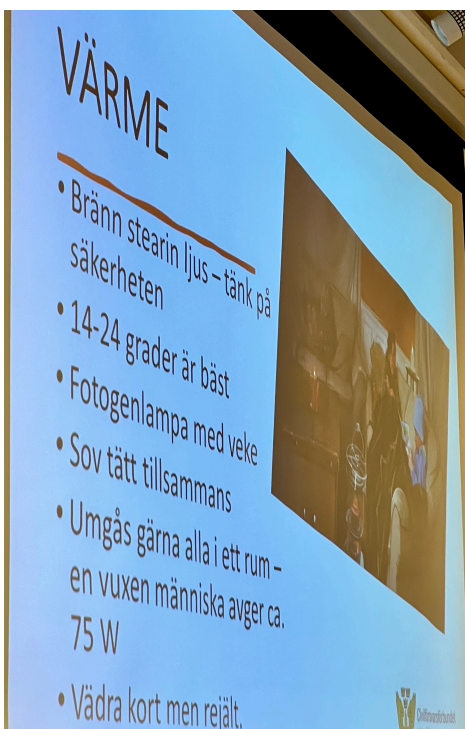 VÄRME
• Bränn stearin ljus – tänk på
säkerheten
• 14-24 grader är bäst
• Fotogenlampa med veke
• Sov tätt tillsammans
• Umgås gärna alla i ett rum –
en vuxen människa avger ca.
75 W
• Vädra kort men rejält.
Civilförsvarsförbundet